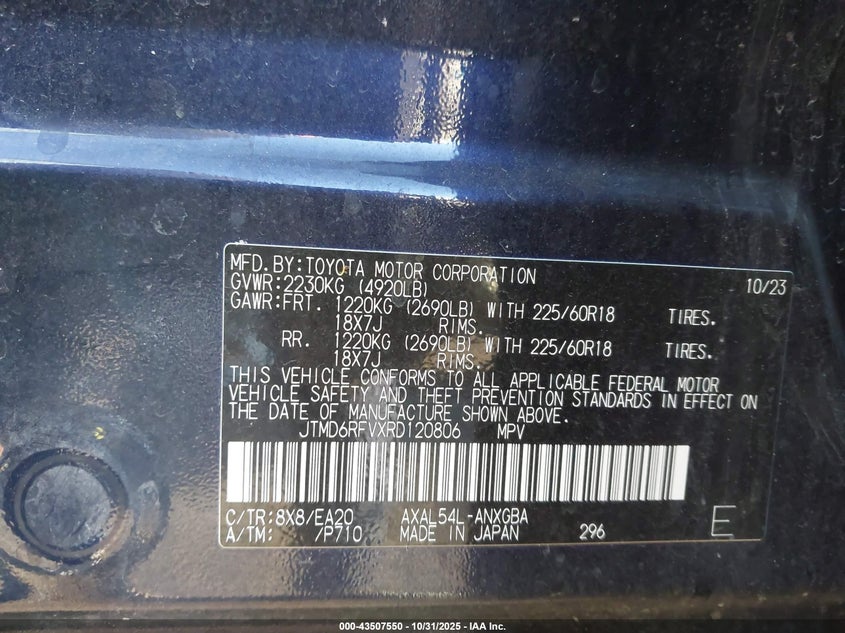 MFD.BY:TOYOTA MOTOR CORPORATION 10/23
GVWR:2230KG (4920LB)
GAWR:FRT. 1220KG (2690LB) WITH 225/60R18 TIRES.
18X7J RIMS.
RR. 1220KG (2690LB) WITH 225/60R18 TIRES.
18X7J RIMS.
THIS VEHICLE CONFORMS TO ALL APPLICABLE FEDERAL MOTOR
VEHICLE SAFETY AND THEFT PREVENTION STANDARDS IN EFFECT ON
THE DATE OF MANUFACTURE SHOWN ABOVE.
JTMD6RFVXRD120806 MPV
C/TR:8X8/EA20 AXAL54L-ANXGBA E
A/TM: /P710 MADE IN JAPAN 296
000-43507550 - 10/31/2025 - IAA Inc.